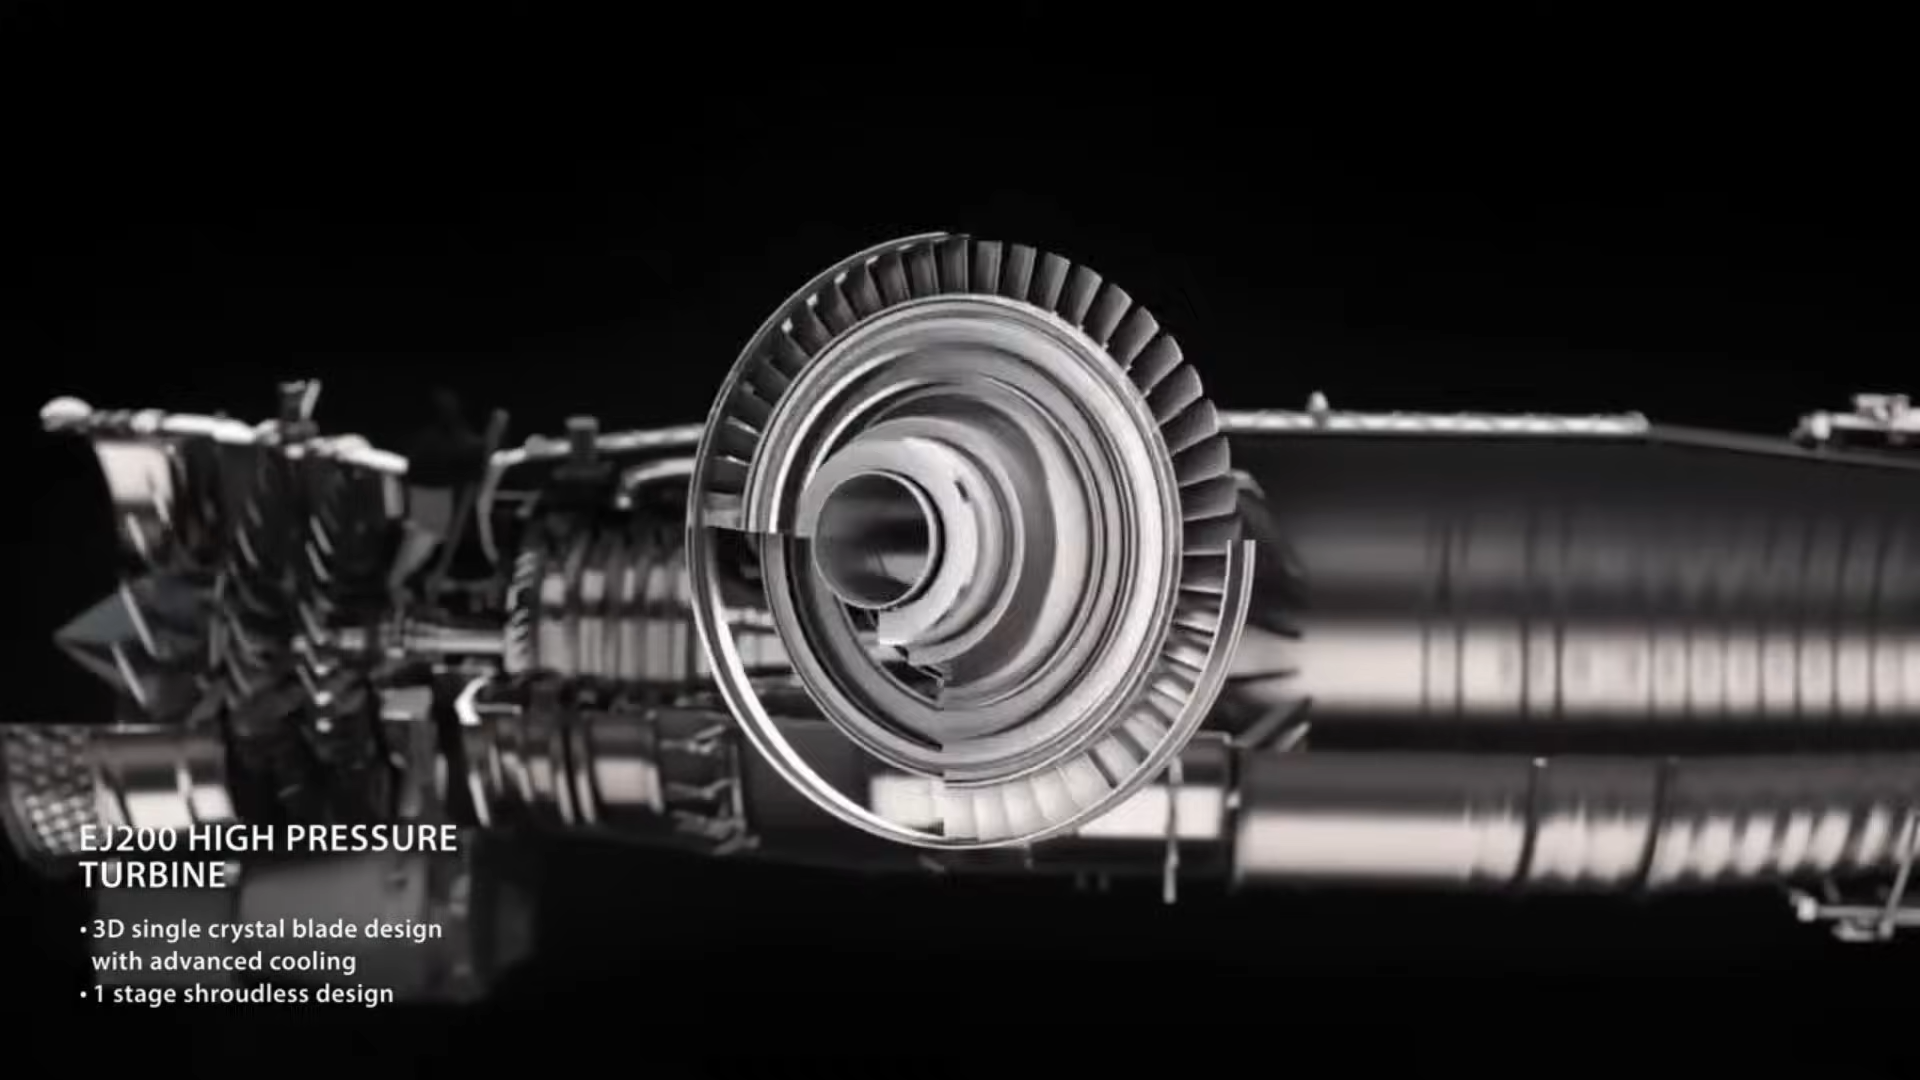 EJ200 HIGH PRESSURE
TURBINE
• 3D single crystal blade design
with advanced cooling
• 1 stage shroudless design